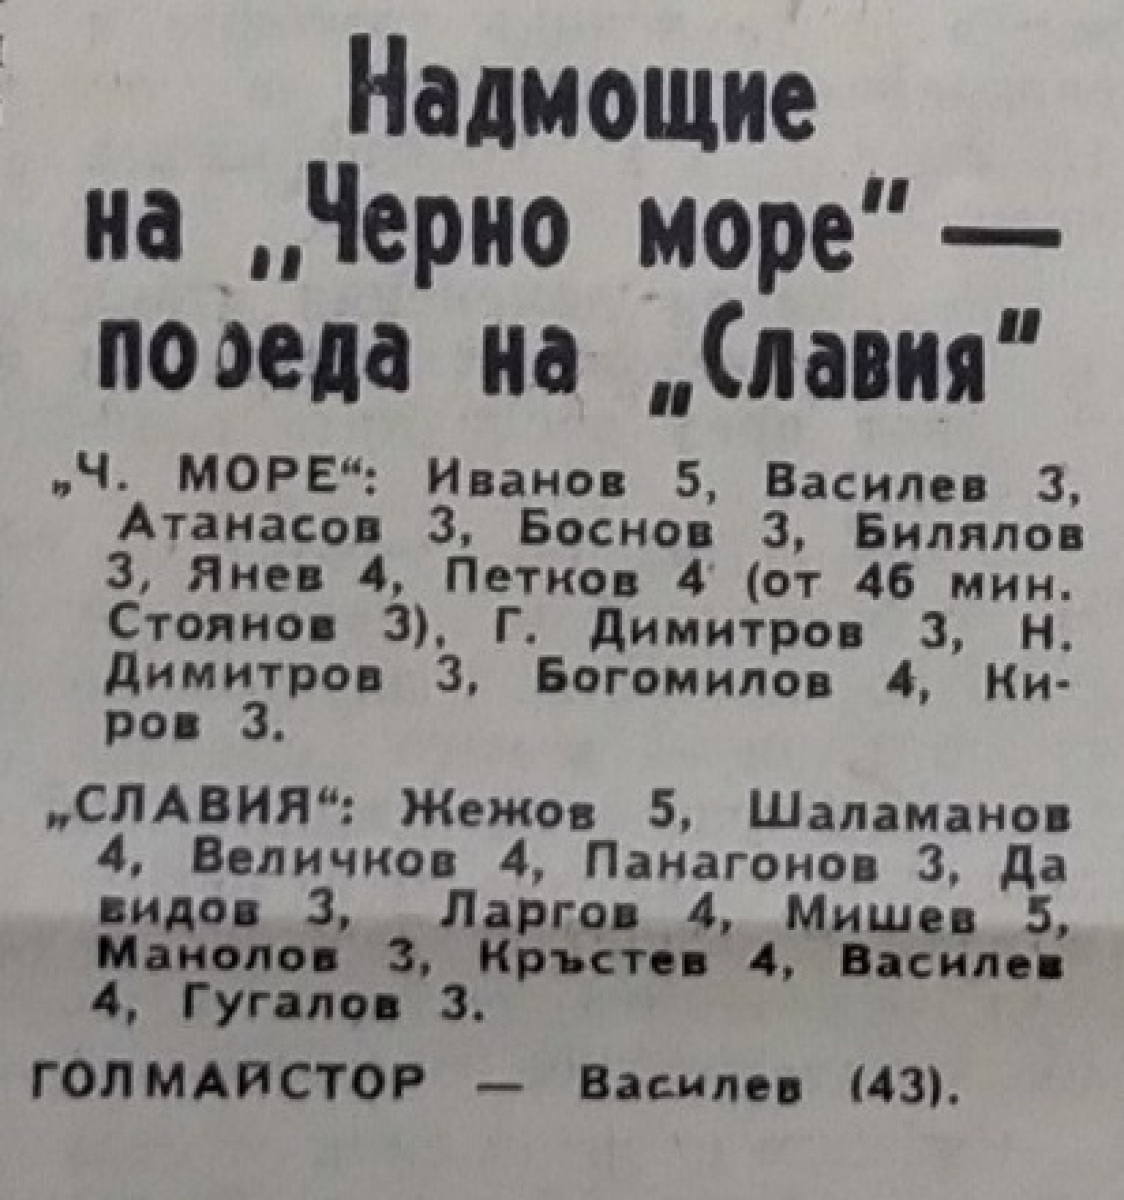 Надмощие
на „Черно море“ —
победа на „Славия“
„Ч. МОРЕ“: Иванов 5, Василев 3,
Атанасов 3, Боснов 3, Билялов
3, Янев 4, Петков 4 (от 46 мин.
Стоянов 3), Г. Димитров 3, Н.
Димитров 3, Богомилов 4, Ки-
ров 3.
„СЛАВИЯ“: Жежов 5, Шаламанов
4, Величков 4, Панагонов 3, Да
видов 3, Ларгов 4, Мишев 5,
Манолов 3, Кръстев 4, Василев
4, Гугалов 3.
ГОЛМАЙСТОР — Василев (43).